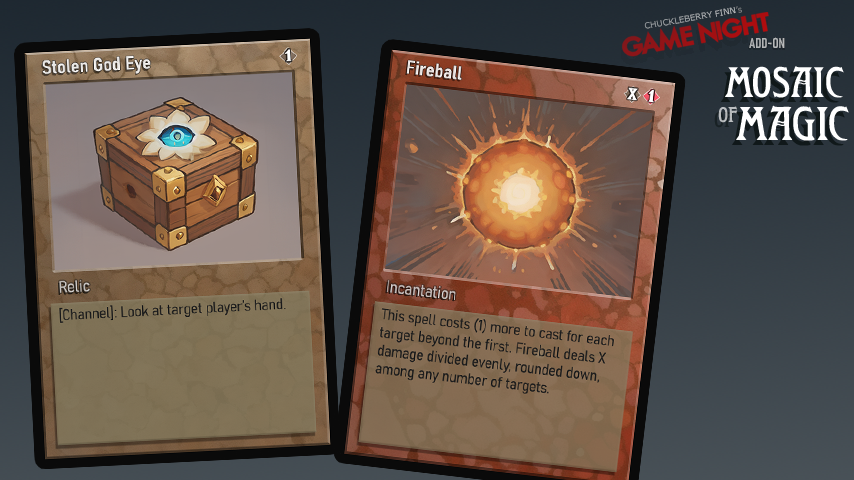 Stolen God Eye
1
Relic
[Channel]: Look at target player's hand.
Fireball
X 1
Incantation
This spell costs (1) more to cast for each
target beyond the first. Fireball deals X
damage divided evenly, rounded down,
among any number of targets.
CHUCKLEBERRY FINN's
GAME NIGHT
ADD-ON
MOSAIC
OF MAGIC